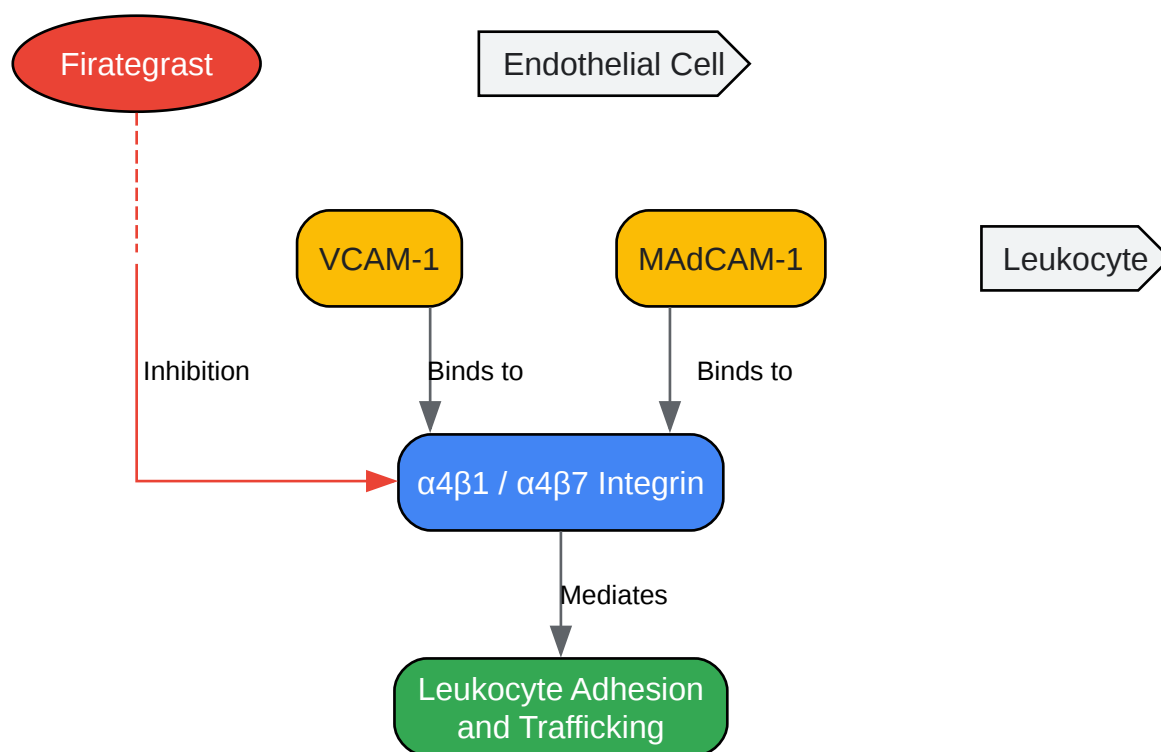 Firategrast
Endothelial Cell
VCAM-1
MAdCAM-1
Leukocyte
Inhibition
Binds to
Binds to
α4β1 / α4β7 Integrin
Mediates
Leukocyte Adhesion
and Trafficking